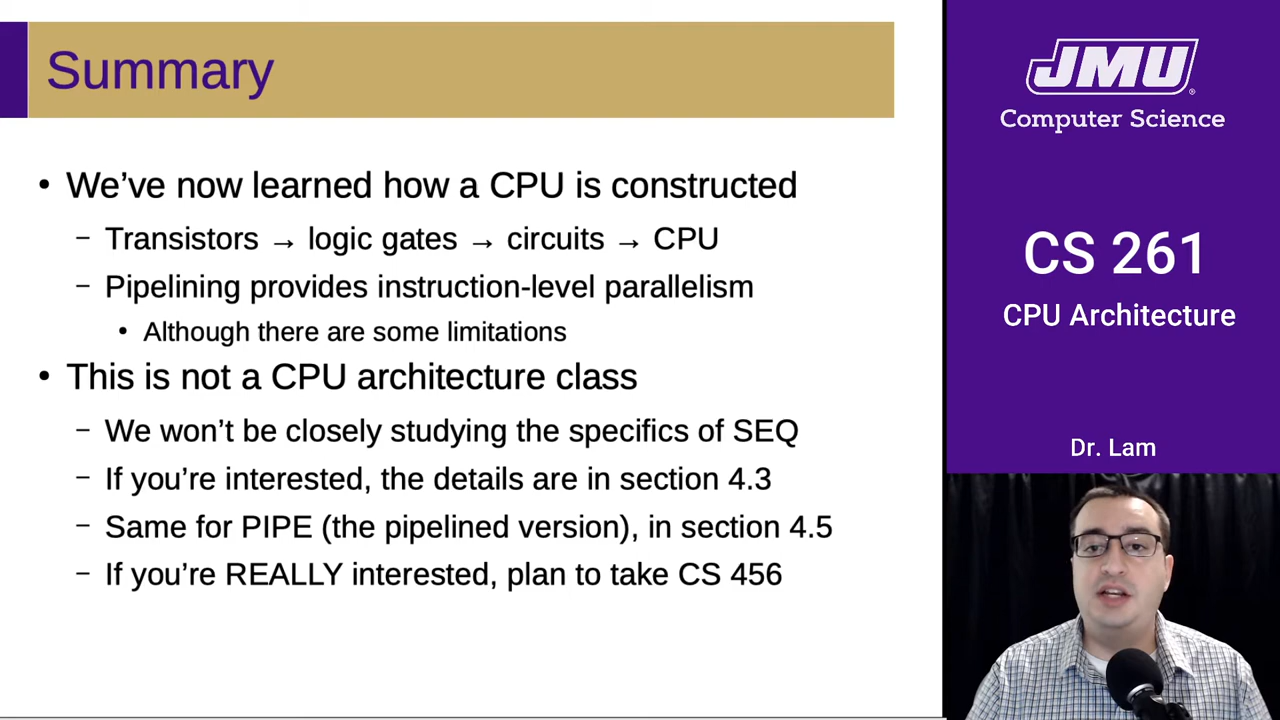 Summary
• We’ve now learned how a CPU is constructed
– Transistors → logic gates → circuits → CPU
– Pipelining provides instruction-level parallelism
• Although there are some limitations
• This is not a CPU architecture class
– We won’t be closely studying the specifics of SEQ
– If you’re interested, the details are in section 4.3
– Same for PIPE (the pipelined version), in section 4.5
– If you’re REALLY interested, plan to take CS 456
JMU
Computer Science
CS 261
CPU Architecture
Dr. Lam